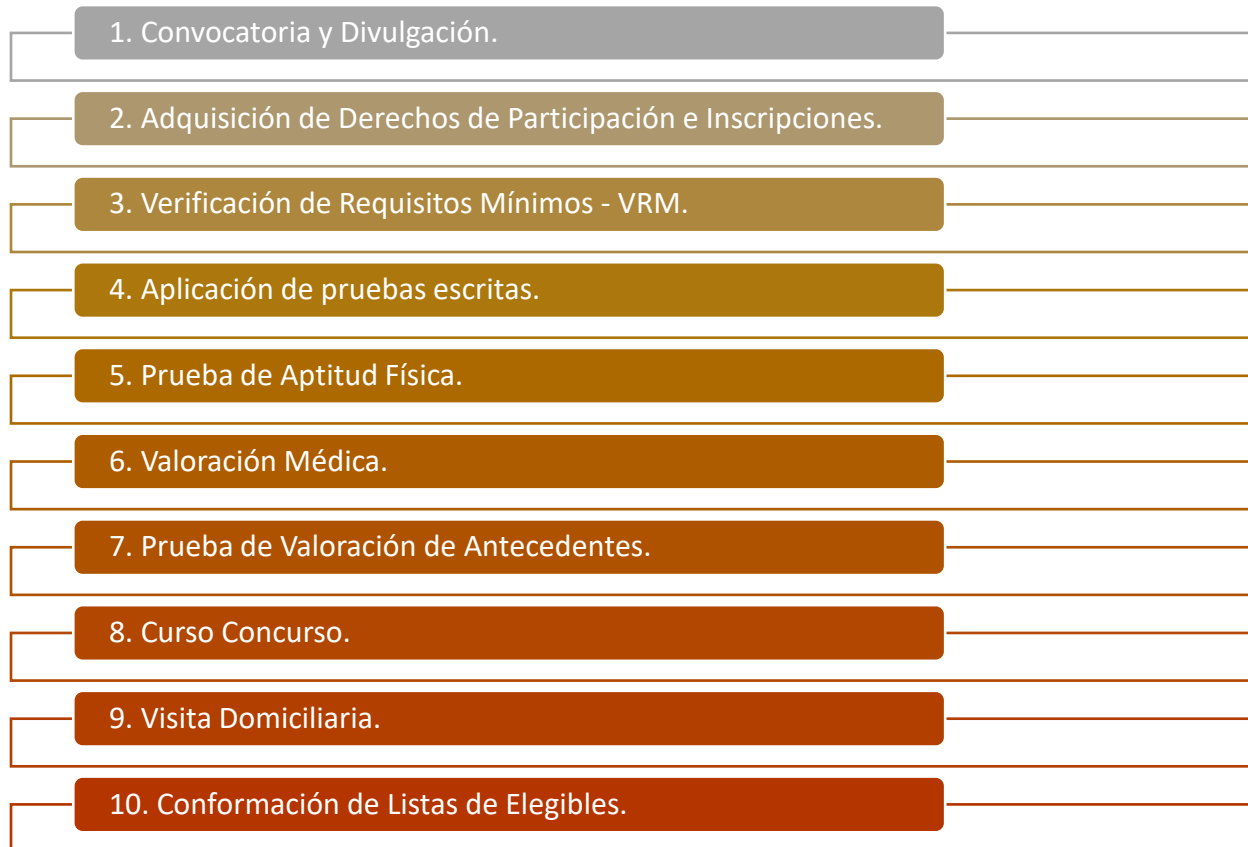 1. Convocatoria y Divulgación.
2. Adquisición de Derechos de Participación e Inscripciones.
3. Verificación de Requisitos Mínimos - VRM.
4. Aplicación de pruebas escritas.
5. Prueba de Aptitud Física.
6. Valoración Médica.
7. Prueba de Valoración de Antecedentes.
8. Curso Concurso.
9. Visita Domiciliaria.
10. Conformación de Listas de Elegibles.